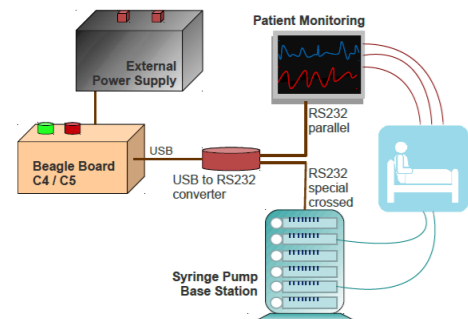 Patient Monitoring
External
Power Supply
RS232
parallel
USB
Beagle Board
C4 / C5
USB to RS232
converter
RS232
special
crossed
Syringe Pump
Base Station